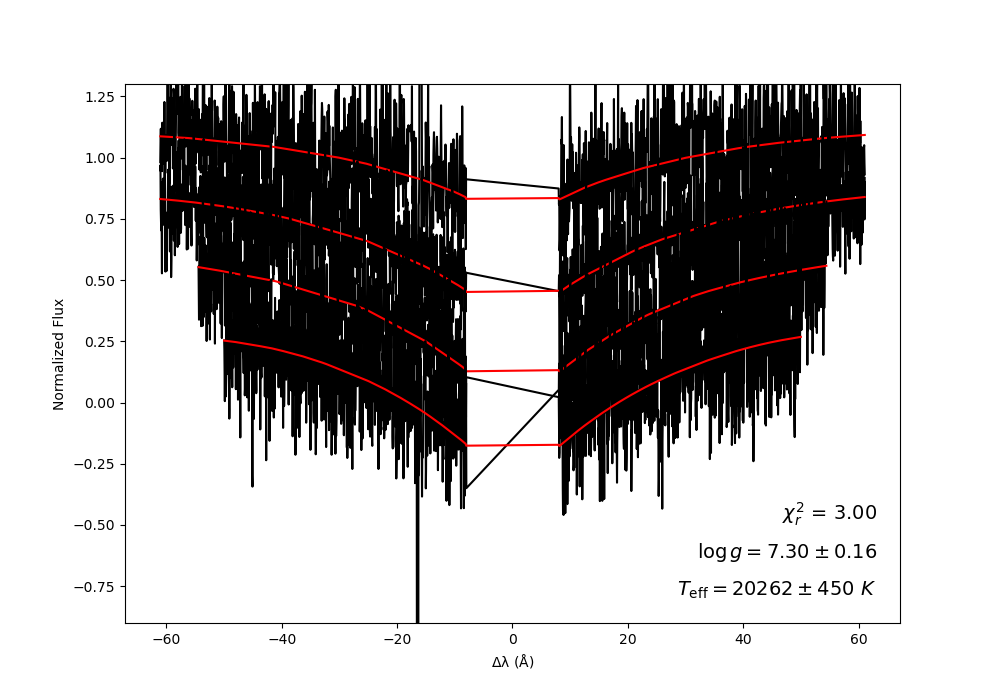 1.25
1.00
0.75
0.50
0.25
0.00
−0.25
−0.50
−0.75
Normalized Flux
χ²ᵣ = 3.00
log g = 7.30 ± 0.16
T_eff = 20262 ± 450 K
−60 −40 −20 0 20 40 60
Δλ (Å)